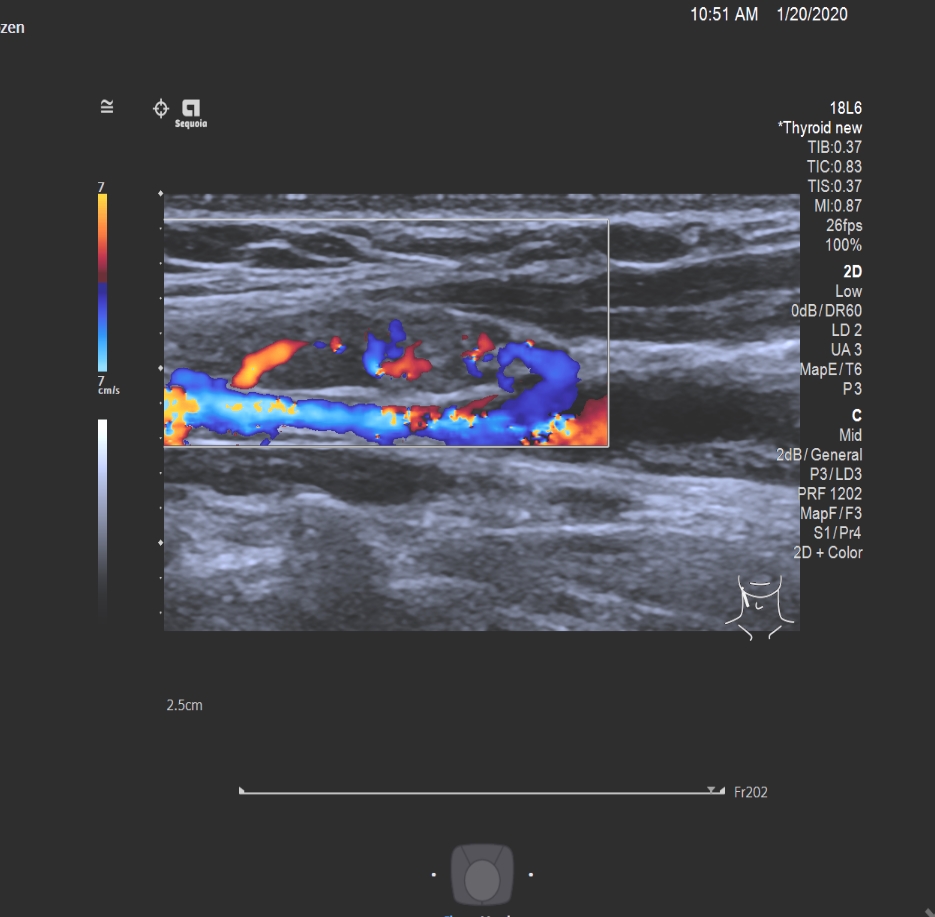 10:51 AM 1/20/2020
zen
Sequoia
18L6
*Thyroid new
TIB:0.37
TIC:0.83
TIS:0.37
MI:0.87
26fps
100%
2D
Low
0dB/DR60
LD 2
UA 3
MapE/T6
P 3
C
Mid
2dB/General
P3/LD3
PRF 1202
MapF/F3
S1/Pr4
2D + Color
7
7
cm/s
2.5cm
Fr202